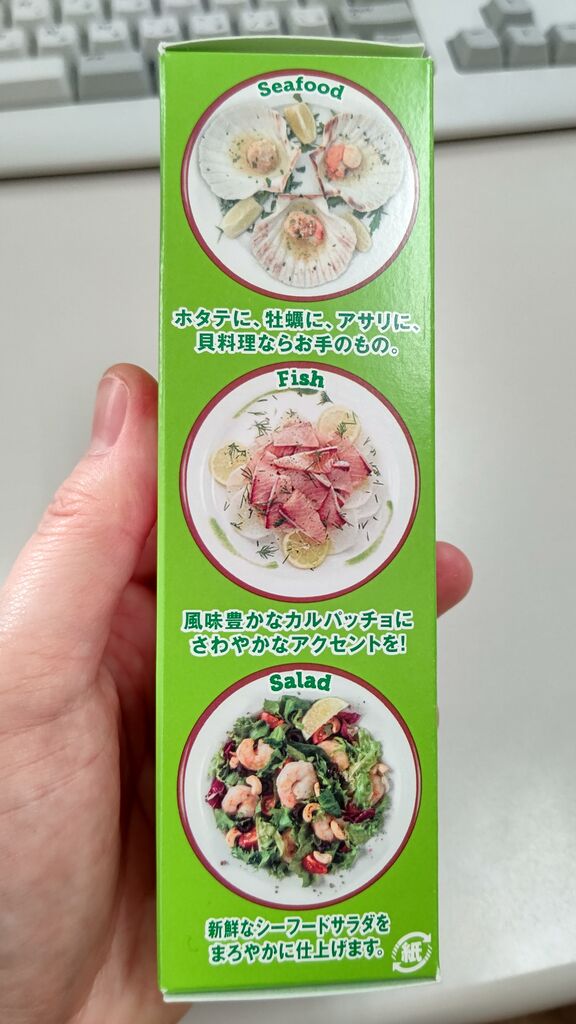 Seafood
ホタテに、牡蠣に、アサリに、
貝料理ならお手のもの。
Fish
風味豊かなカルパッチョに
さわやかなアクセントを!
Salad
新鮮なシーフードサラダを
まろやかに仕上げます。
紙